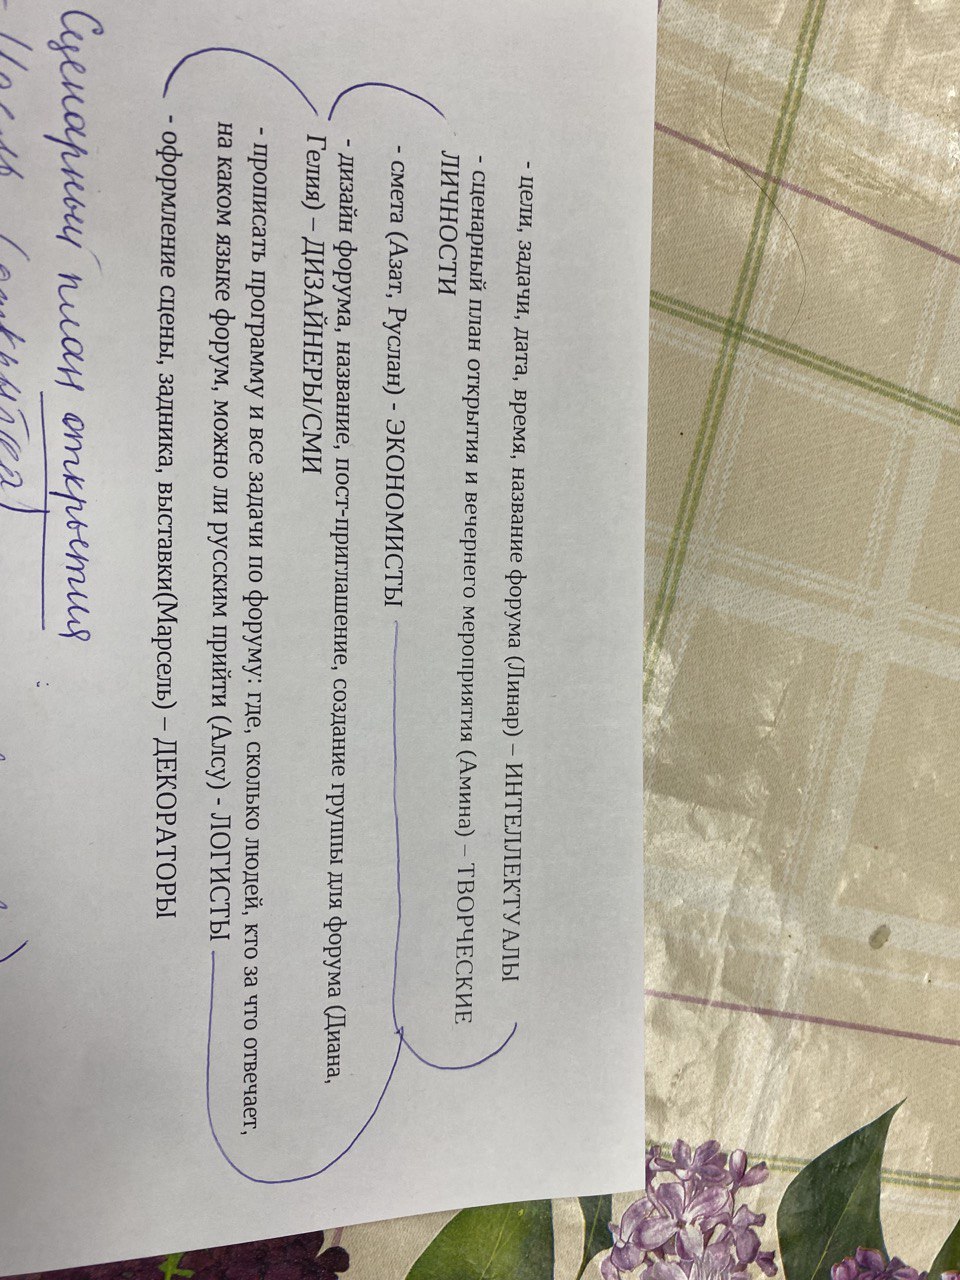 - цели, задачи, дата, время, название форума (Линар) – ИНТЕЛЛЕКТУАЛЫ
- сценарный план открытия и вечернего мероприятия (Амина) – ТВОРЧЕСКИЕ
ЛИЧНОСТИ
- смета (Азат, Руслан) - ЭКОНОМИСТЫ
- дизайн форума, название, пост-приглашение, создание группы для форума (Диана,
Гелия) – ДИЗАЙНЕРЫ/СМИ
- прописать программу и все задачи по форуму: где, сколько людей, кто за что отвечает,
на каком языке форум, можно ли русским прийти (Алсу) - ЛОГИСТЫ
- оформление сцены, задника, выставки(Марсель) – ДЕКОРАТОРЫ
Сценарный план открытия